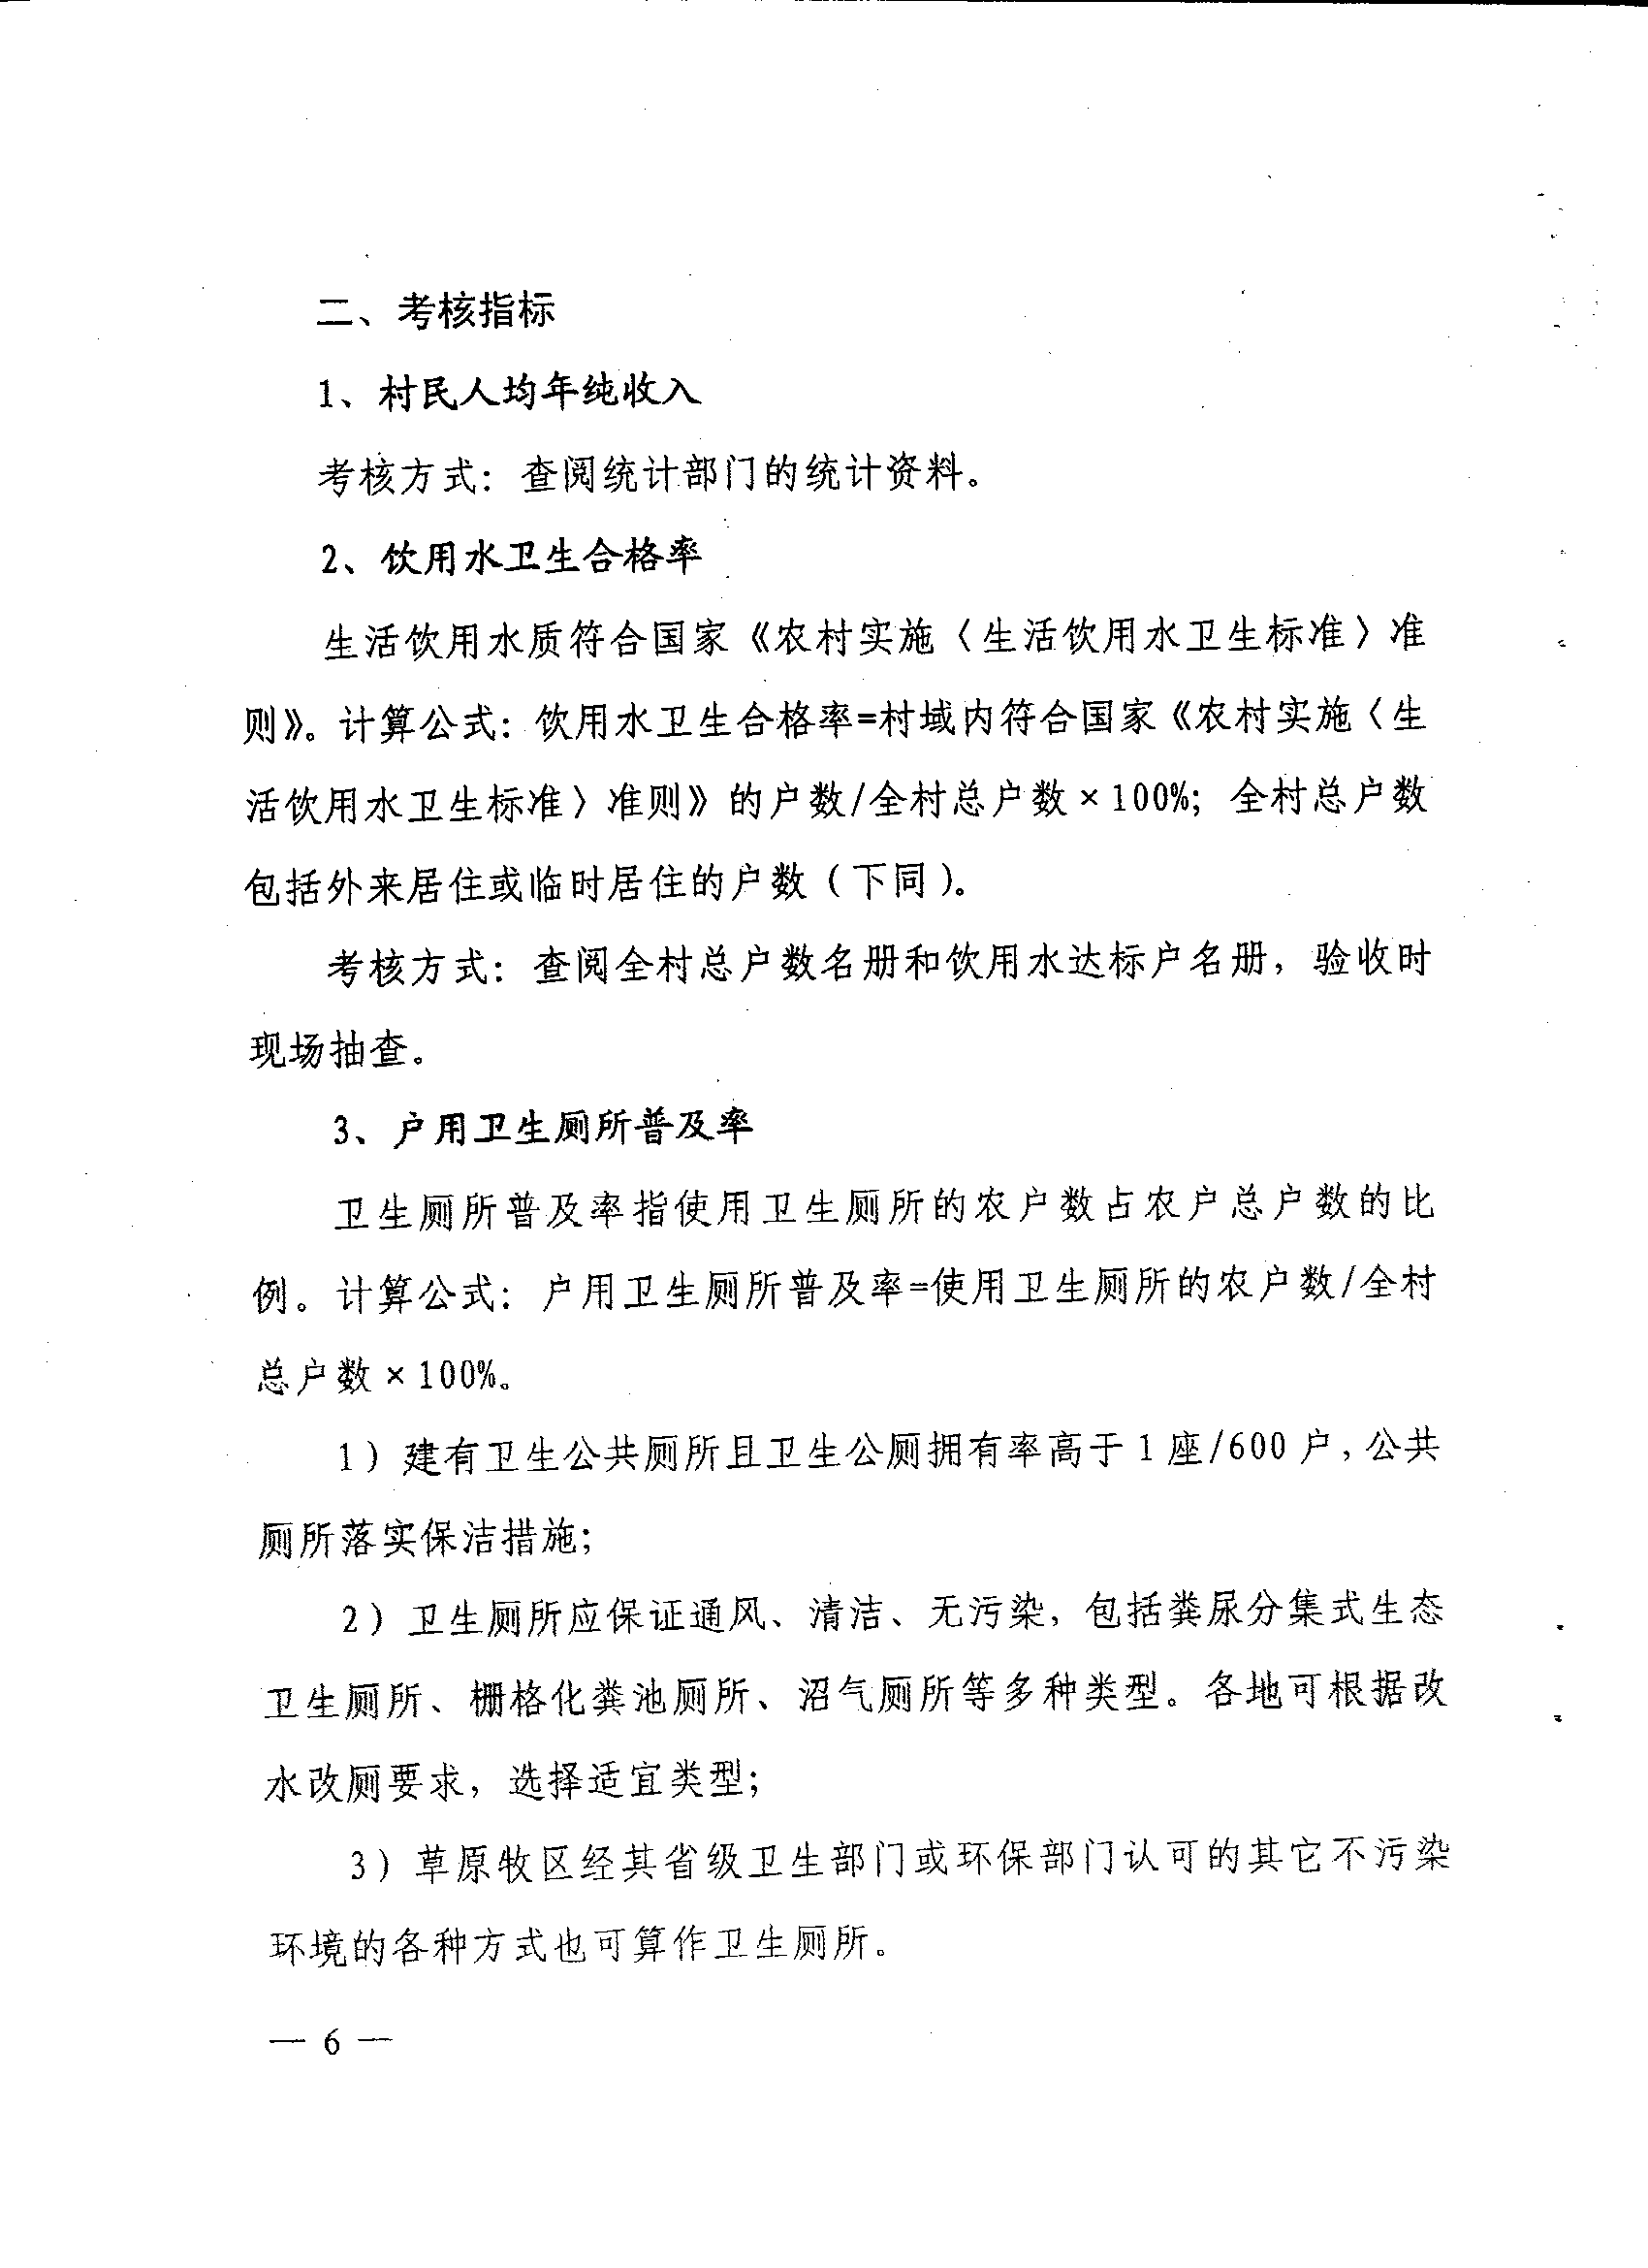 二、考核指标
1、村民人均年纯收入
考核方式：查阅统计部门的统计资料。
2、饮用水卫生合格率
生活饮用水质符合国家《农村实施〈生活饮用水卫生标准〉准
则》。计算公式：饮用水卫生合格率=村域内符合国家《农村实施〈生
活饮用水卫生标准〉准则》的户数/全村总户数×100%；全村总户数
包括外来居住或临时居住的户数（下同）。
考核方式：查阅全村总户数名册和饮用水达标户名册，验收时
现场抽查。
3、户用卫生厕所普及率
卫生厕所普及率指使用卫生厕所的农户数占农户总户数的比
例。计算公式：户用卫生厕所普及率=使用卫生厕所的农户数/全村
总户数×100%。
1）建有卫生公共厕所且卫生公厕拥有率高于1座/600户，公共
厕所落实保洁措施；
2）卫生厕所应保证通风、清洁、无污染，包括粪尿分集式生态
卫生厕所、栅格化粪池厕所、沼气厕所等多种类型。各地可根据改
水改厕要求，选择适宜类型；
3）草原牧区经其省级卫生部门或环保部门认可的其它不污染
环境的各种方式也可算作卫生厕所。
— 6 —